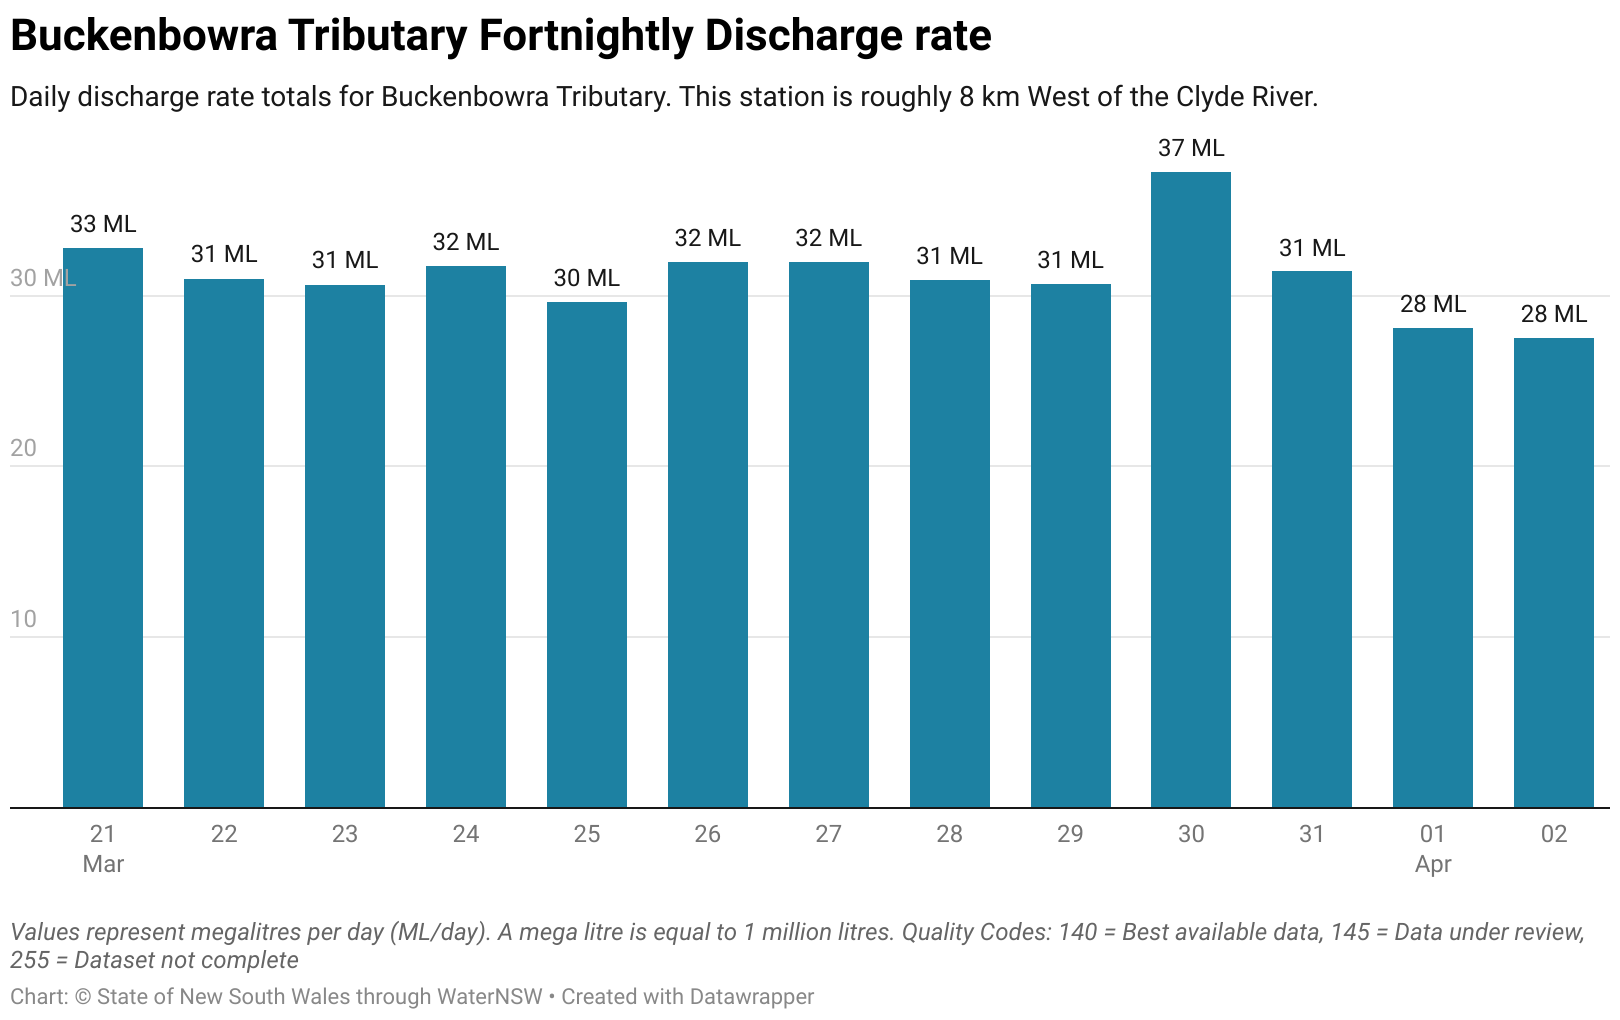 Buckenbowra Tributary Fortnightly Discharge rate
Daily discharge rate totals for Buckenbowra Tributary. This station is roughly 8 km West of the Clyde River.
37 ML
33 ML
31 ML
31 ML
32 ML
30 ML
32 ML
32 ML
31 ML
31 ML
31 ML
28 ML
28 ML
30 ML
20
10
21 22 23 24 25 26 27 28 29 30 31 01 02
Mar Apr
Values represent megalitres per day (ML/day). A mega litre is equal to 1 million litres. Quality Codes: 140 = Best available data, 145 = Data under review,
255 = Dataset not complete
Chart: © State of New South Wales through WaterNSW • Created with Datawrapper